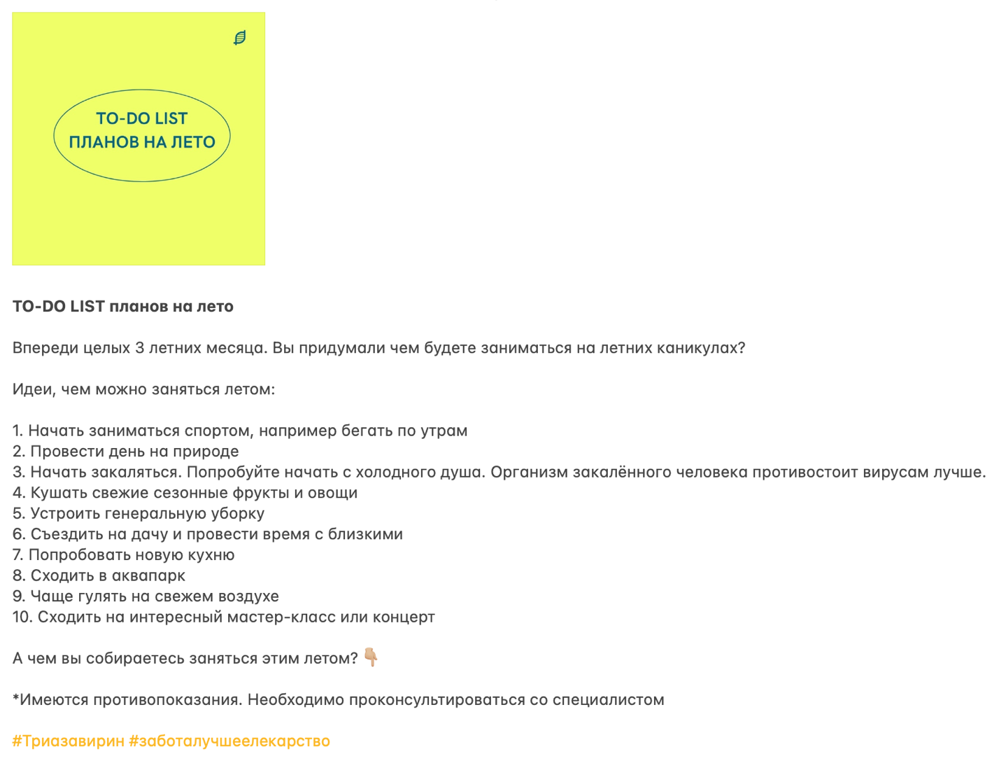 TO-DO LIST
ПЛАНОВ НА ЛЕТО
TO-DO LIST планов на лето
Впереди целых 3 летних месяца. Вы придумали чем будете заниматься на летних каникулах?
Идеи, чем можно заняться летом:
1. Начать заниматься спортом, например бегать по утрам
2. Провести день на природе
3. Начать закаляться. Попробуйте начать с холодного душа. Организм закалённого человека противостоит вирусам лучше.
4. Кушать свежие сезонные фрукты и овощи
5. Устроить генеральную уборку
6. Съездить на дачу и провести время с близкими
7. Попробовать новую кухню
8. Сходить в аквапарк
9. Чаще гулять на свежем воздухе
10. Сходить на интересный мастер-класс или концерт
А чем вы собираетесь заняться этим летом? 👇🏼
*Имеются противопоказания. Необходимо проконсультироваться со специалистом
#Триазавирин #заботалучшеелекарство